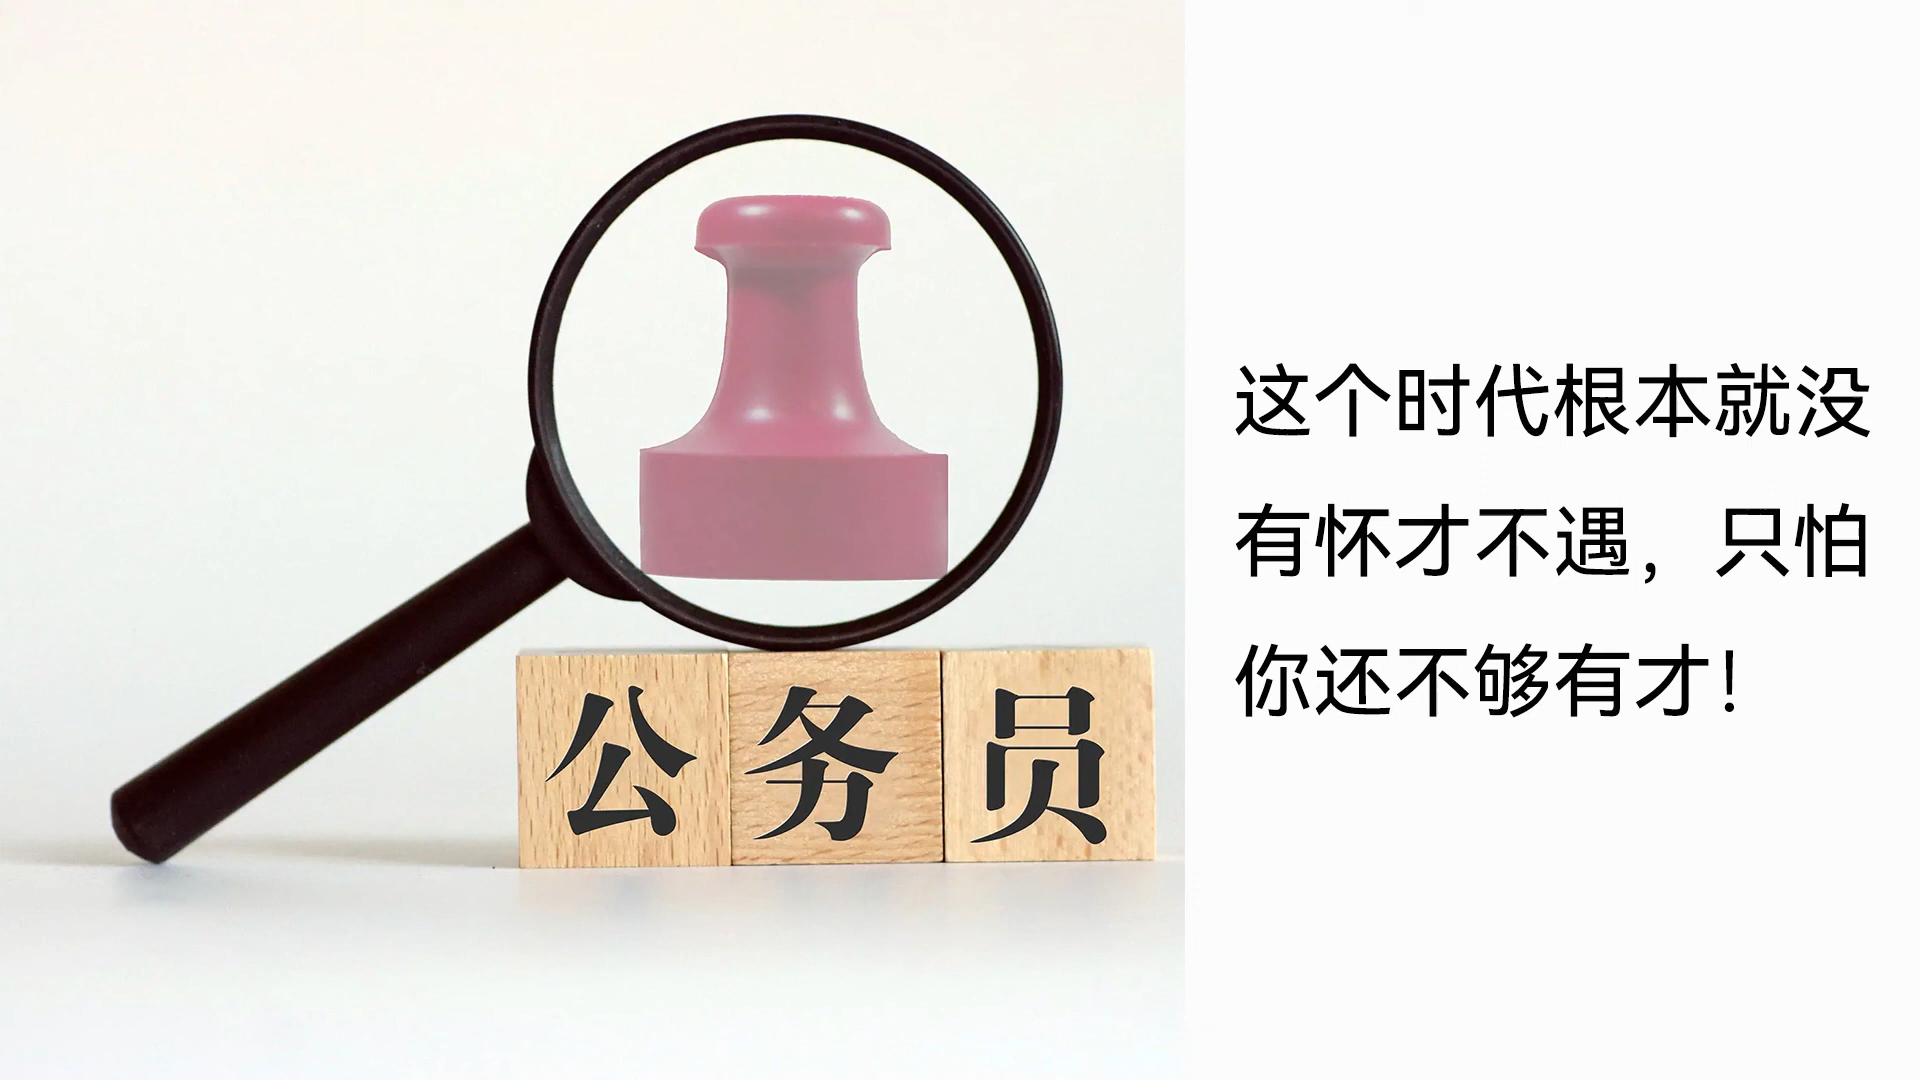 公务员
这个时代根本就没
有怀才不遇，只怕
你还不够有才！